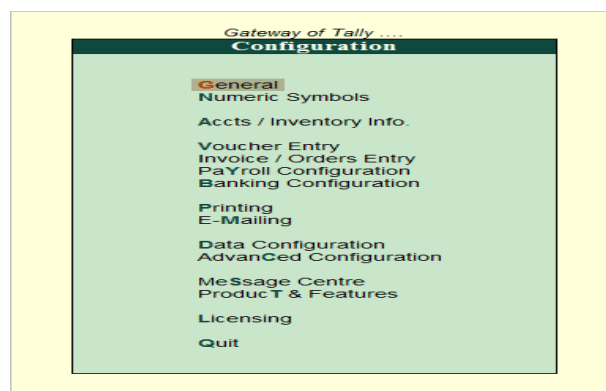 Gateway of Tally ....
Configuration
General
Numeric Symbols
Accts / Inventory Info.
Voucher Entry
Invoice / Orders Entry
PaYroll Configuration
Banking Configuration
Printing
E-Mailing
Data Configuration
AdvanCed Configuration
MeSsage Centre
ProducT & Features
Licensing
Quit